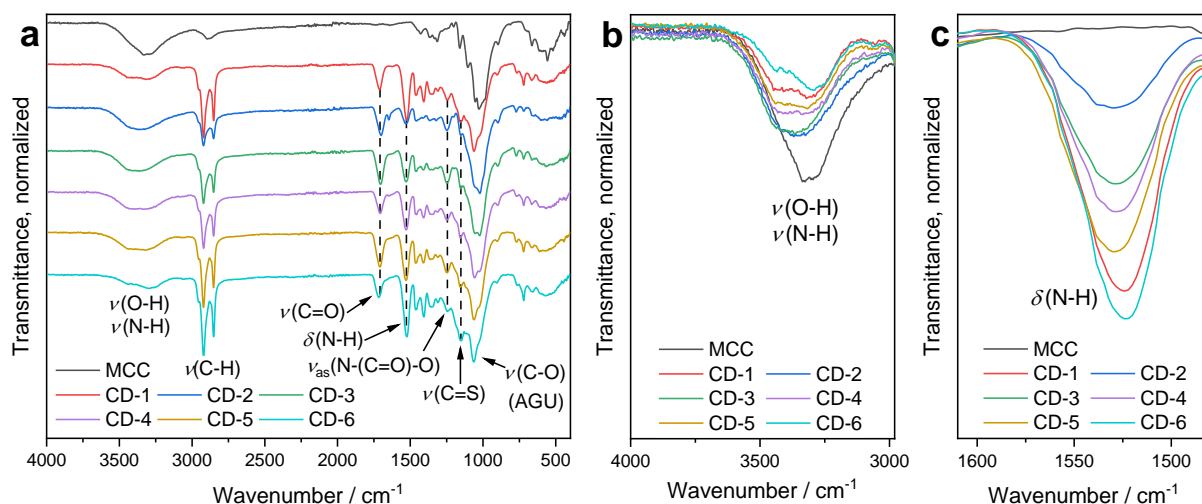 a
Transmittance, normalized
ν(O-H)
ν(N-H)
ν(C-H)
ν(C=O)
δ(N-H)
νas(N-(C=O)-O)
ν(C=S)
ν(C-O)
(AGU)
MCC
CD-1 CD-2 CD-3
CD-4 CD-5 CD-6
4000 3500 3000 2500 2000 1500 1000 500
Wavenumber / cm-1
b
Transmittance, normalized
ν(O-H)
ν(N-H)
MCC
CD-1 CD-2
CD-3 CD-4
CD-5 CD-6
4000 3500 3000
Wavenumber / cm-1
c
Transmittance, normalized
δ(N-H)
MCC
CD-1 CD-2
CD-3 CD-4
CD-5 CD-6
1600 1550 1500
Wavenumber / cm-1